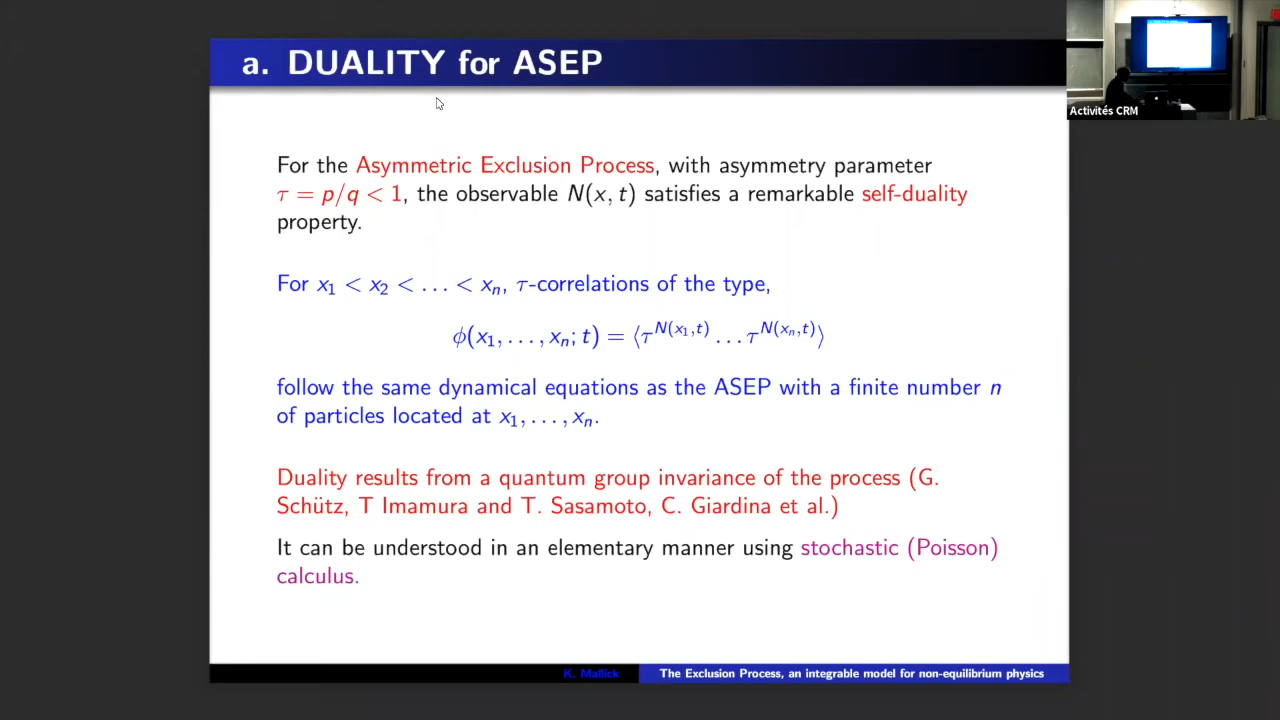 a. DUALITY for ASEP
Activités CRM
For the Asymmetric Exclusion Process, with asymmetry parameter
τ = p/q < 1, the observable N(x, t) satisfies a remarkable self-duality
property.
For x₁ < x₂ < … < xₙ, τ-correlations of the type,
ϕ(x₁, …, xₙ; t) = ⟨τ^{N(x₁,t)} … τ^{N(xₙ,t)}⟩
follow the same dynamical equations as the ASEP with a finite number n
of particles located at x₁, …, xₙ.
Duality results from a quantum group invariance of the process (G.
Schütz, T Imamura and T. Sasamoto, C. Giardina et al.)
It can be understood in an elementary manner using stochastic (Poisson)
calculus.
K. Mallick
The Exclusion Process, an integrable model for non-equilibrium physics